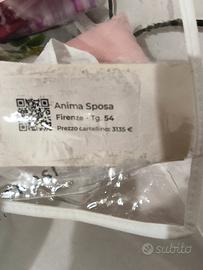 Anima Sposa
Firenze - Tg. 54
Prezzo cartellino: 3135 €
subito